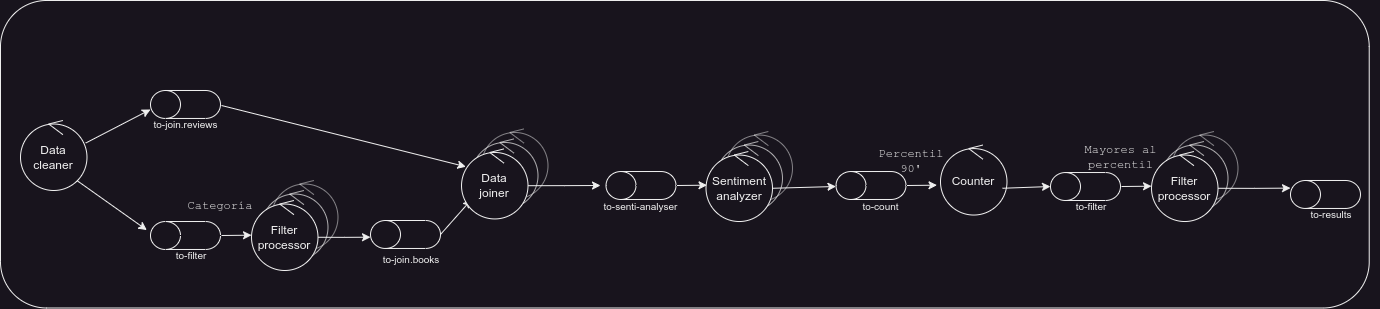 Data
cleaner
to-join.reviews
to-filter
Categoria
Filter
processor
to-join.books
Data
joiner
to-senti-analyser
Sentiment
analyzer
Percentil
90'
to-count
Counter
to-filter
Mayores al
percentil
Filter
processor
to-results